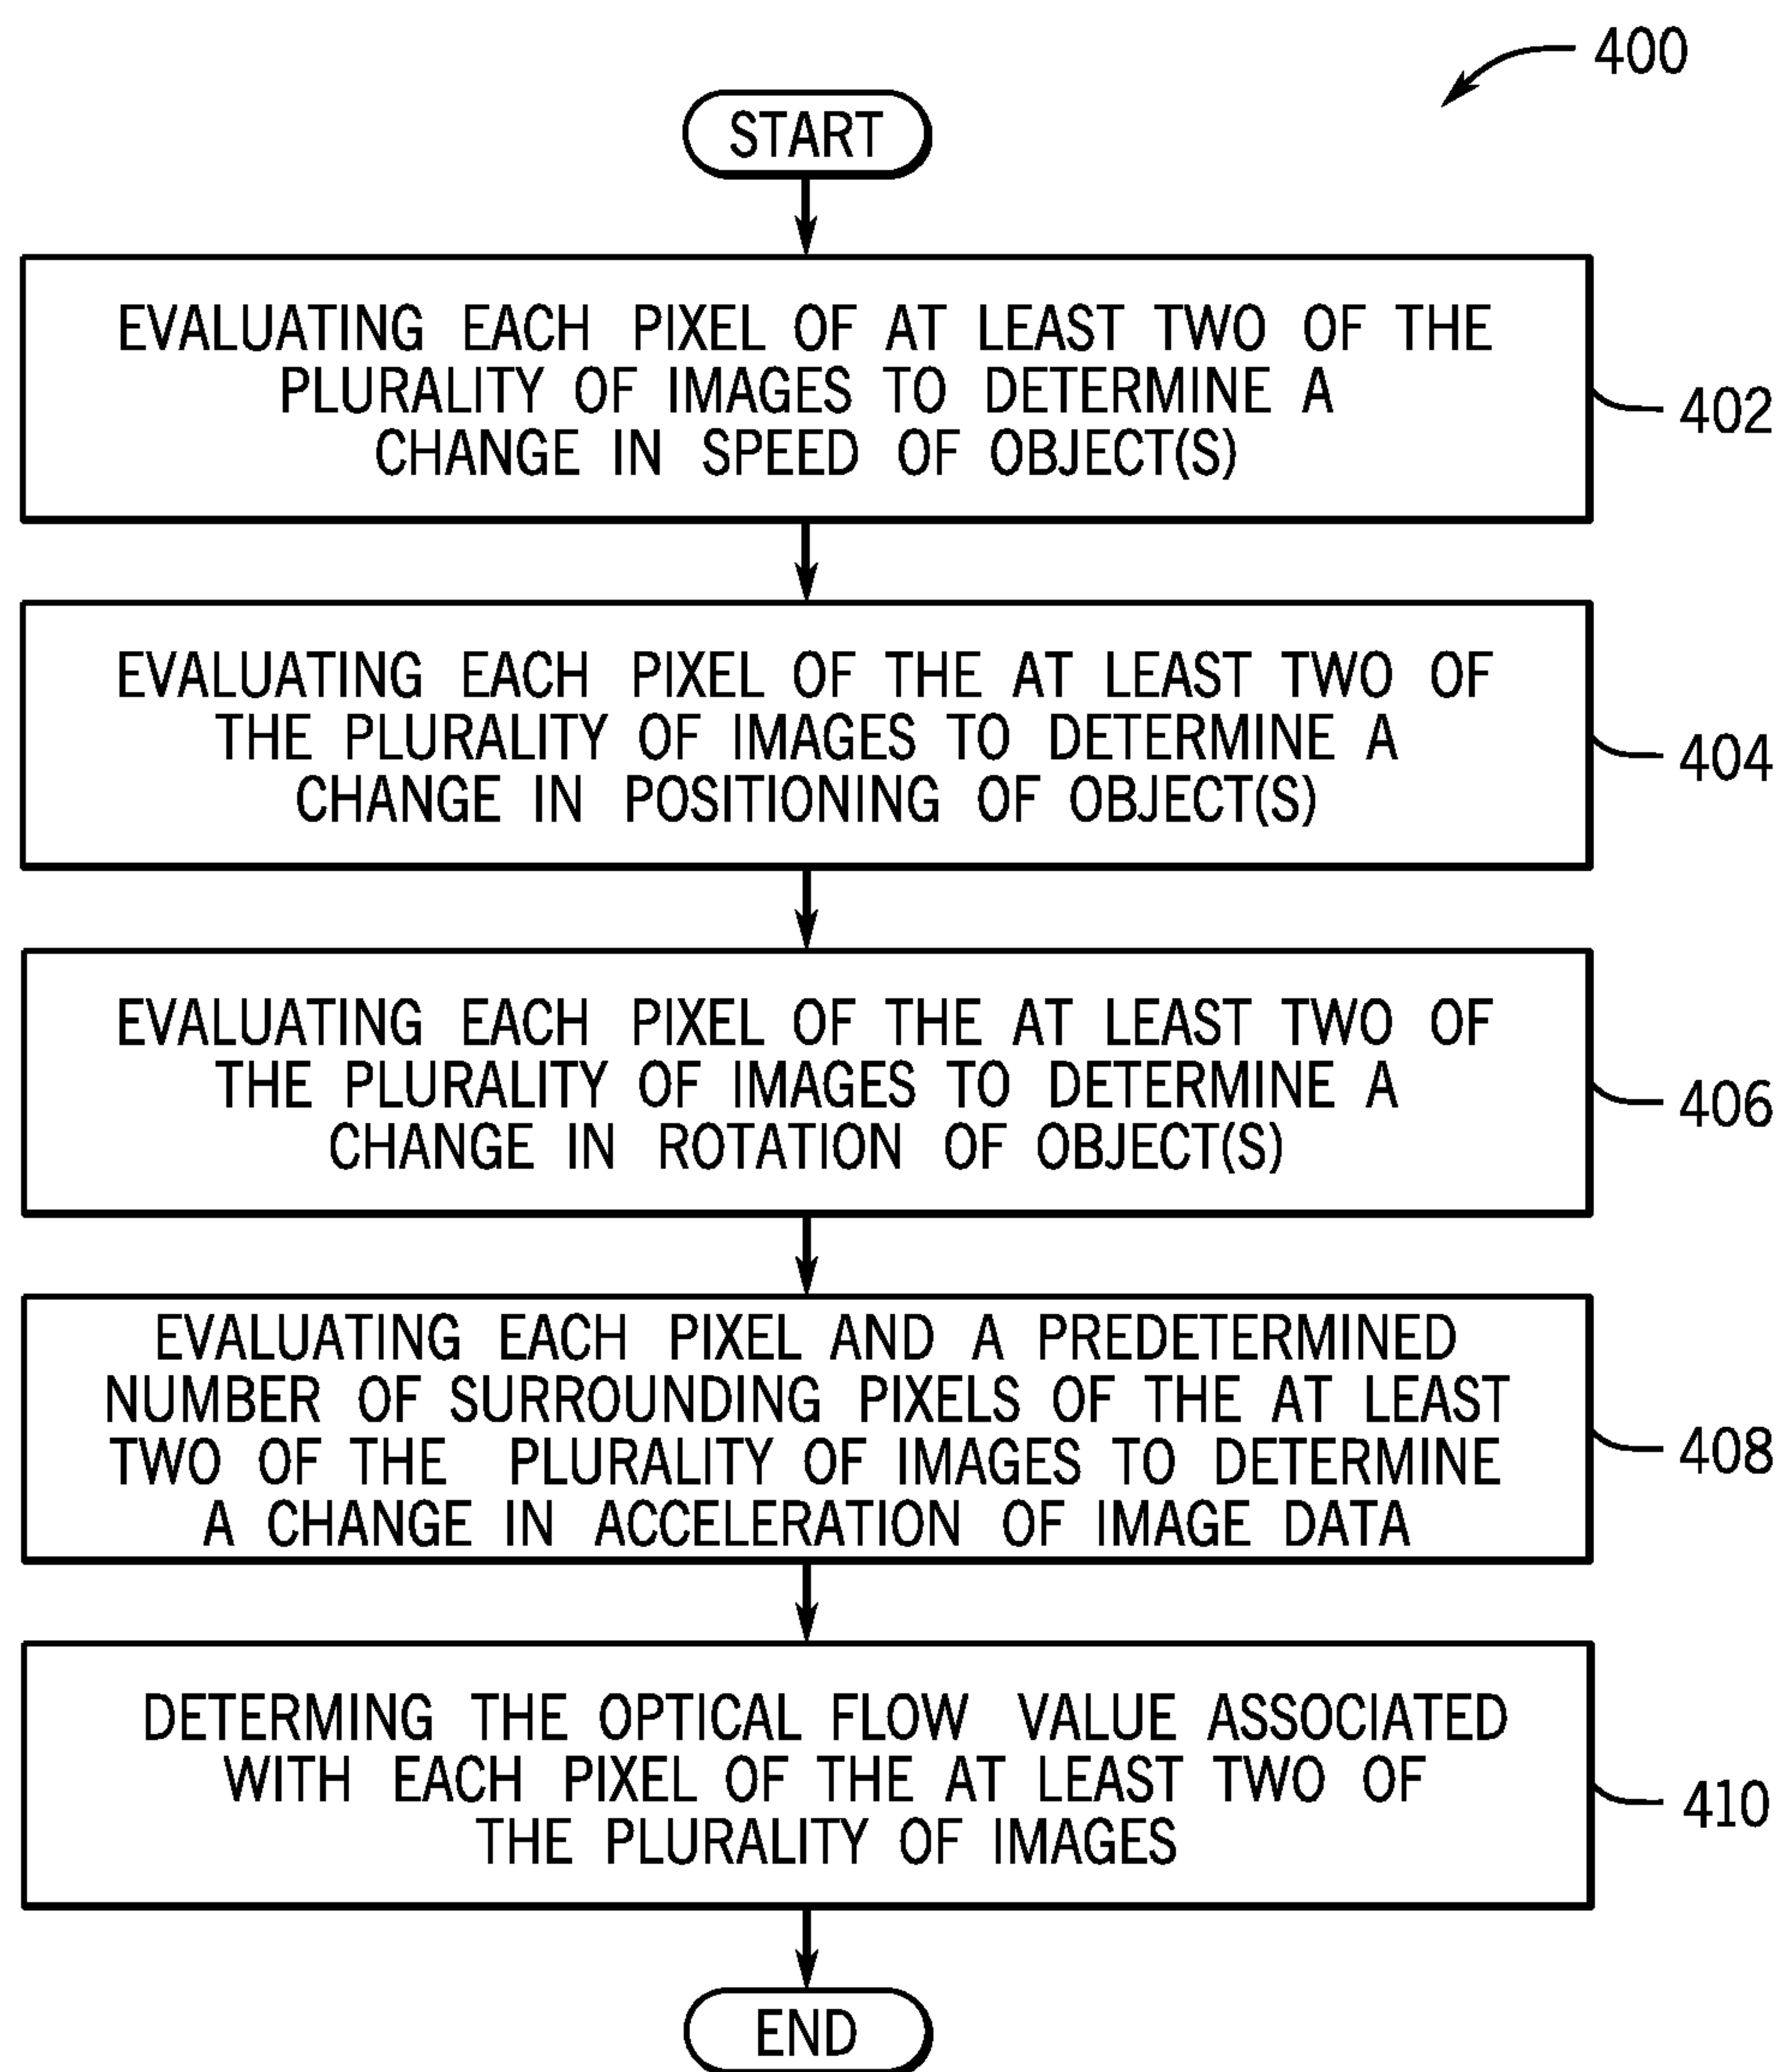 400
START
EVALUATING EACH PIXEL OF AT LEAST TWO OF THE
PLURALITY OF IMAGES TO DETERMINE A
CHANGE IN SPEED OF OBJECT(S)
402
EVALUATING EACH PIXEL OF THE AT LEAST TWO OF
THE PLURALITY OF IMAGES TO DETERMINE A
CHANGE IN POSITIONING OF OBJECT(S)
404
EVALUATING EACH PIXEL OF THE AT LEAST TWO OF
THE PLURALITY OF IMAGES TO DETERMINE A
CHANGE IN ROTATION OF OBJECT(S)
406
EVALUATING EACH PIXEL AND A PREDETERMINED
NUMBER OF SURROUNDING PIXELS OF THE AT LEAST
TWO OF THE PLURALITY OF IMAGES TO DETERMINE
A CHANGE IN ACCELERATION OF IMAGE DATA
408
DETERMING THE OPTICAL FLOW VALUE ASSOCIATED
WITH EACH PIXEL OF THE AT LEAST TWO OF
THE PLURALITY OF IMAGES
410
END